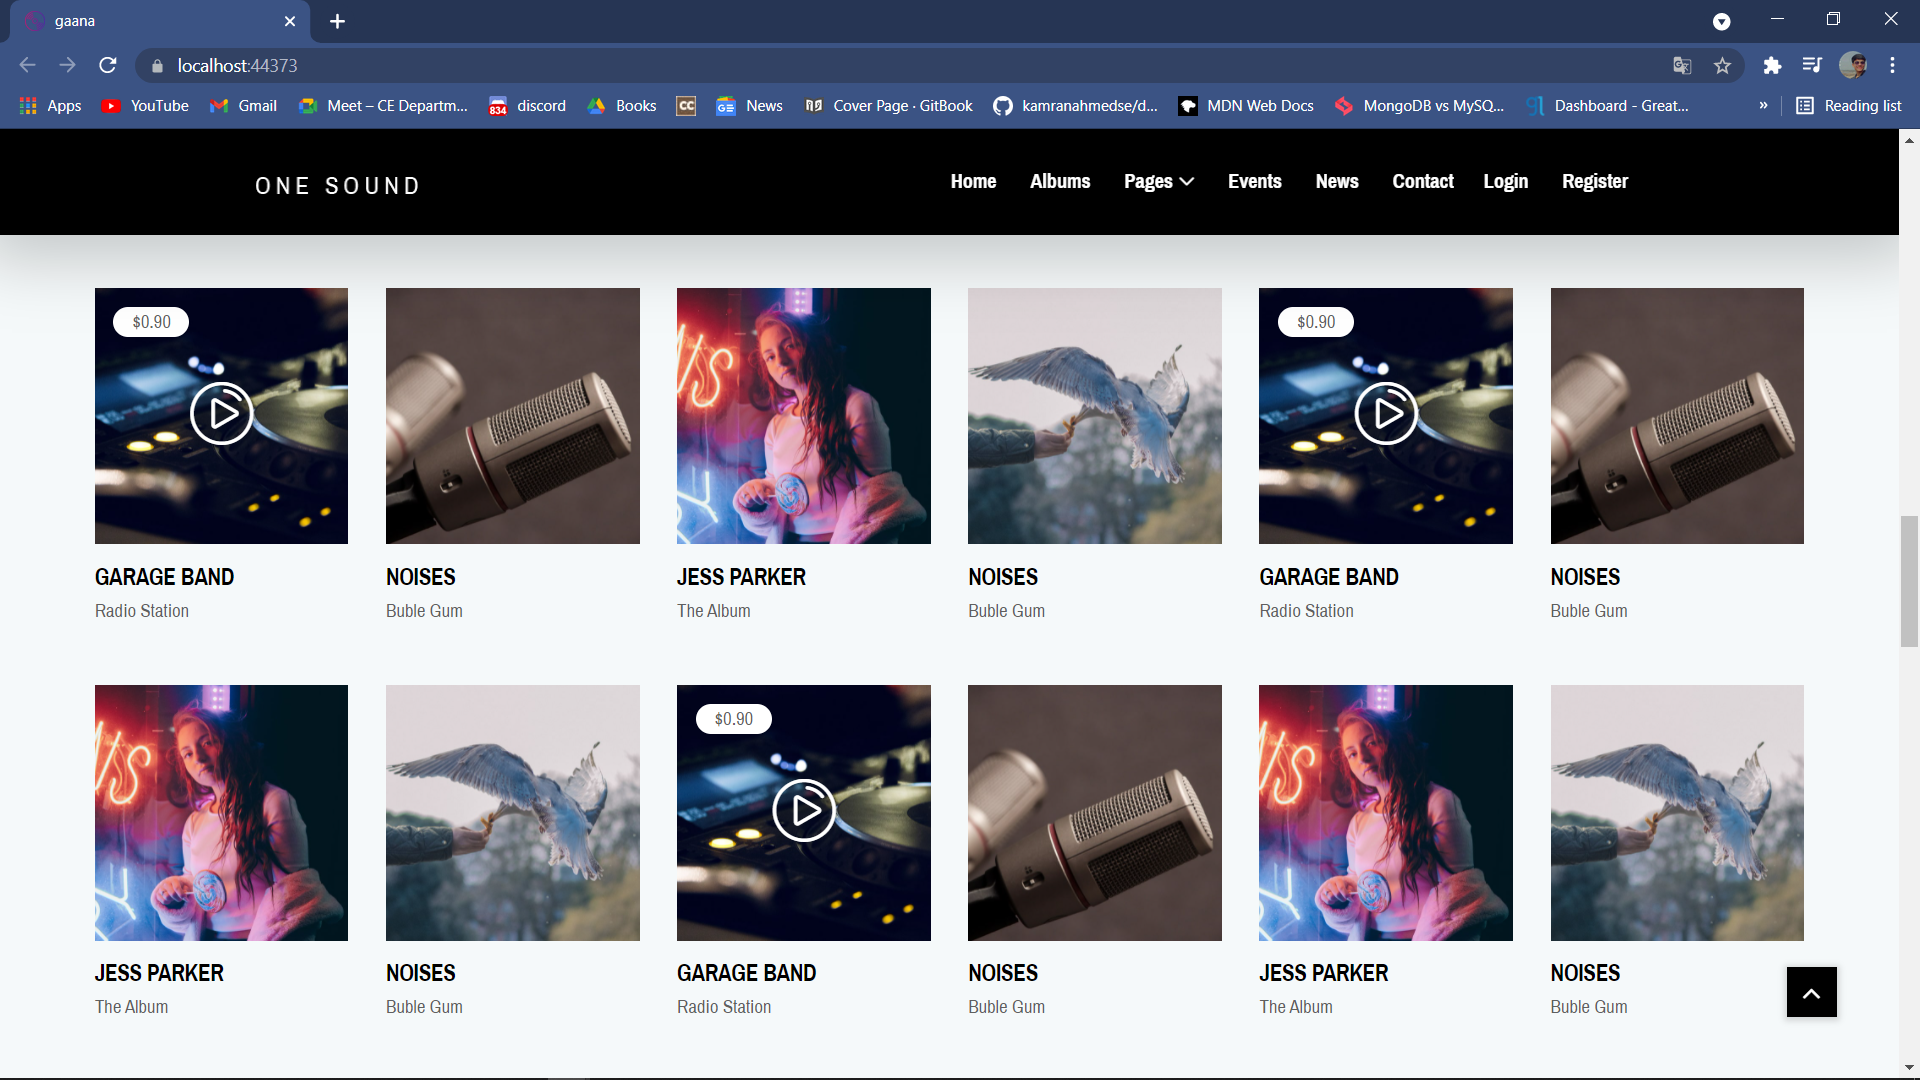 gaana
localhost:44373
Apps YouTube Gmail Meet – CE Departm... discord Books CC News Cover Page · GitBook kamranahmedse/d... MDN Web Docs MongoDB vs MySQ... Dashboard - Great... » Reading list
ONE SOUND Home Albums Pages Events News Contact Login Register
$0.90 $0.90
GARAGE BAND NOISES JESS PARKER NOISES GARAGE BAND NOISES
Radio Station Buble Gum The Album Buble Gum Radio Station Buble Gum
$0.90
JESS PARKER NOISES GARAGE BAND NOISES JESS PARKER NOISES
The Album Buble Gum Radio Station Buble Gum The Album Buble Gum